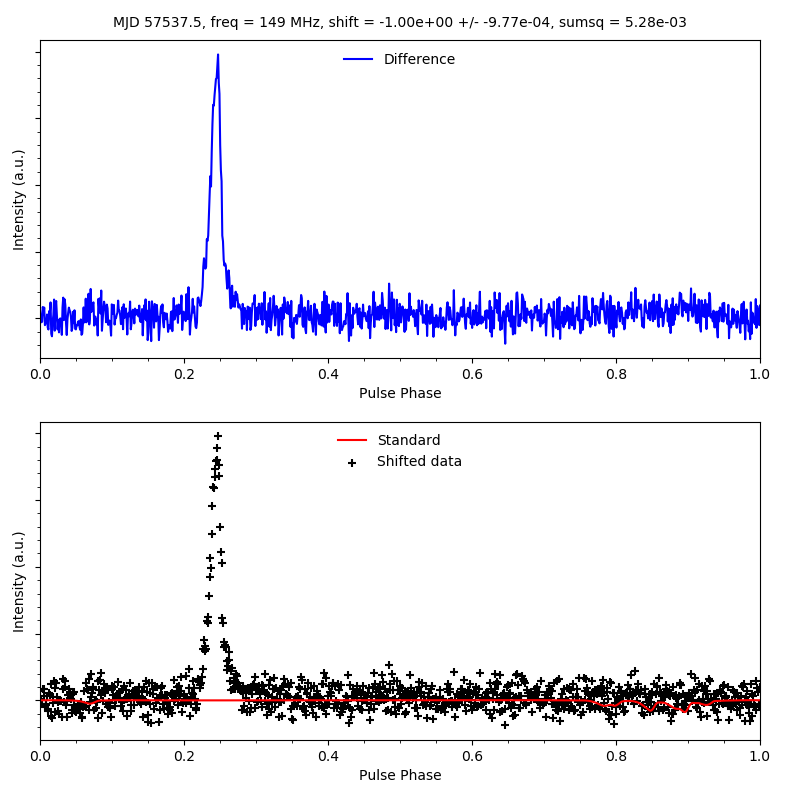 MJD 57537.5, freq = 149 MHz, shift = -1.00e+00 +/- -9.77e-04, sumsq = 5.28e-03
Difference
Intensity (a.u.)
0.0 0.2 0.4 0.6 0.8 1.0
Pulse Phase
Standard
Shifted data
Intensity (a.u.)
0.0 0.2 0.4 0.6 0.8 1.0
Pulse Phase